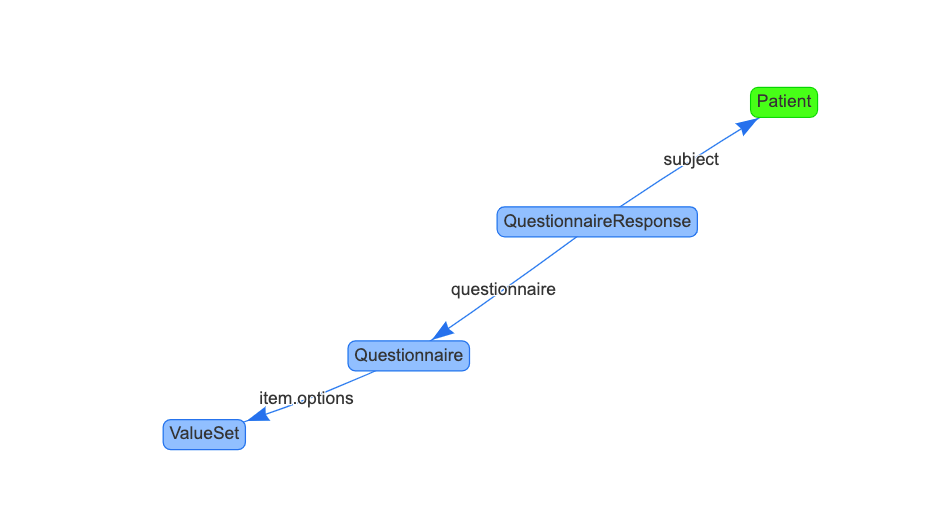 Patient
subject
QuestionnaireResponse
questionnaire
Questionnaire
item.options
ValueSet